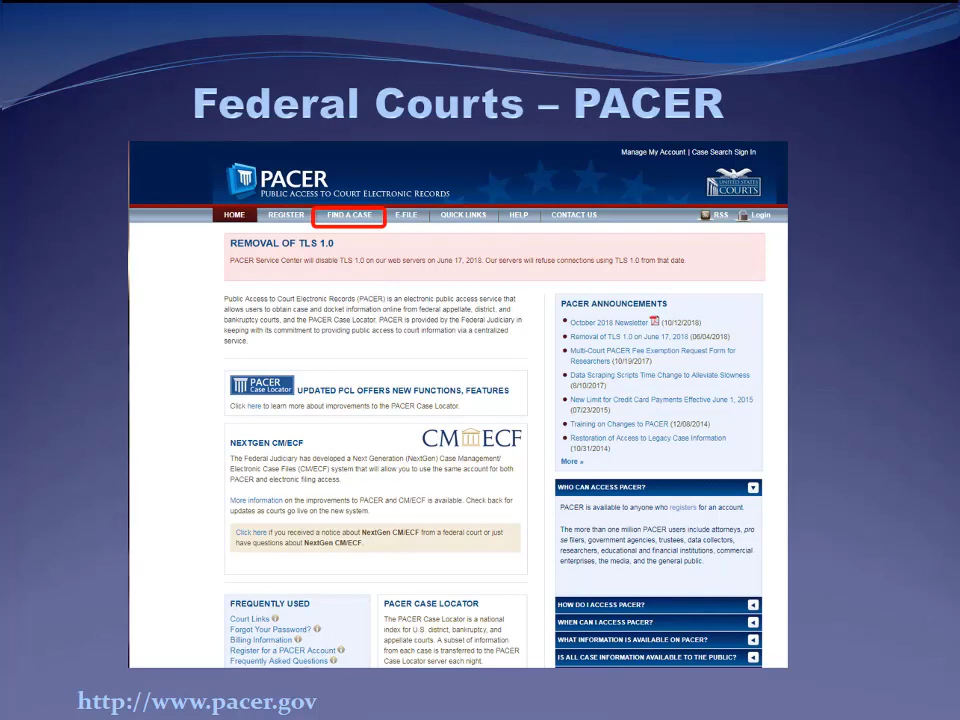 Federal Courts – PACER
Manage My Account | Case Search Sign In
PACER
PUBLIC ACCESS TO COURT ELECTRONIC RECORDS
UNITED STATES
COURTS
HOME REGISTER FIND A CASE E-FILE QUICK LINKS HELP CONTACT US RSS Login
REMOVAL OF TLS 1.0
PACER Service Center will disable TLS 1.0 on our web servers on June 17, 2018. Our servers will refuse connections using TLS 1.0 from that date.
Public Access to Court Electronic Records (PACER) is an electronic public access service that
allows users to obtain case and docket information online from federal appellate, district, and
bankruptcy courts, and the PACER Case Locator. PACER is provided by the Federal Judiciary in
keeping with its commitment to providing public access to court information via a centralized
service.
PACER
Case Locator
UPDATED PCL OFFERS NEW FUNCTIONS, FEATURES
Click here to learn more about improvements to the PACER Case Locator.
CM ECF
NEXTGEN CM/ECF
The Federal Judiciary has developed a Next Generation (NextGen) Case Management/
Electronic Case Files (CM/ECF) system that will allow you to use the same account for both
PACER and electronic filing access.
More information on the improvements to PACER and CM/ECF is available. Check back for
updates as courts go live on the new system.
Click here if you received a notice about NextGen CM/ECF from a federal court or just
have questions about NextGen CM/ECF.
FREQUENTLY USED
Court Links
Forgot Your Password?
Billing Information
Register for a PACER Account
Frequently Asked Questions
PACER CASE LOCATOR
The PACER Case Locator is a national
index for U.S. district, bankruptcy, and
appellate courts. A subset of information
from each case is transferred to the PACER
Case Locator server each night.
PACER ANNOUNCEMENTS
October 2018 Newsletter (10/12/2018)
Removal of TLS 1.0 on June 17, 2018 (06/04/2018)
Multi-Court PACER Fee Exemption Request Form for
Researchers (10/19/2017)
Data Scraping Scripts Time Change to Alleviate Slowness
(8/10/2017)
New Limit for Credit Card Payments Effective June 1, 2015
(07/23/2015)
Training on Changes to PACER (12/08/2014)
Restoration of Access to Legacy Case Information
(10/31/2014)
More »
WHO CAN ACCESS PACER?
PACER is available to anyone who registers for an account.
The more than one million PACER users include attorneys, pro
se filers, government agencies, trustees, data collectors,
researchers, educational and financial institutions, commercial
enterprises, the media, and the general public.
HOW DO I ACCESS PACER?
WHEN CAN I ACCESS PACER?
WHAT INFORMATION IS AVAILABLE ON PACER?
IS ALL CASE INFORMATION AVAILABLE TO THE PUBLIC?
http://www.pacer.gov